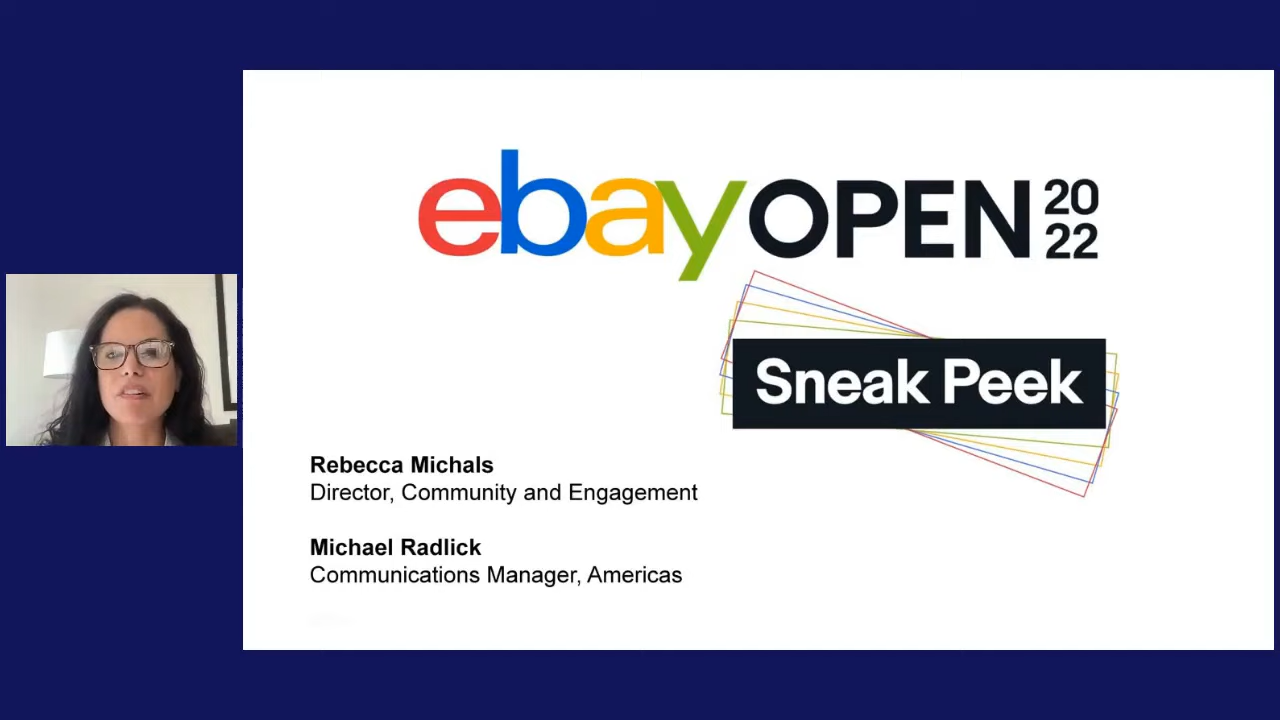 ebay OPEN 20
22
Sneak Peek
Rebecca Michals
Director, Community and Engagement
Michael Radlick
Communications Manager, Americas